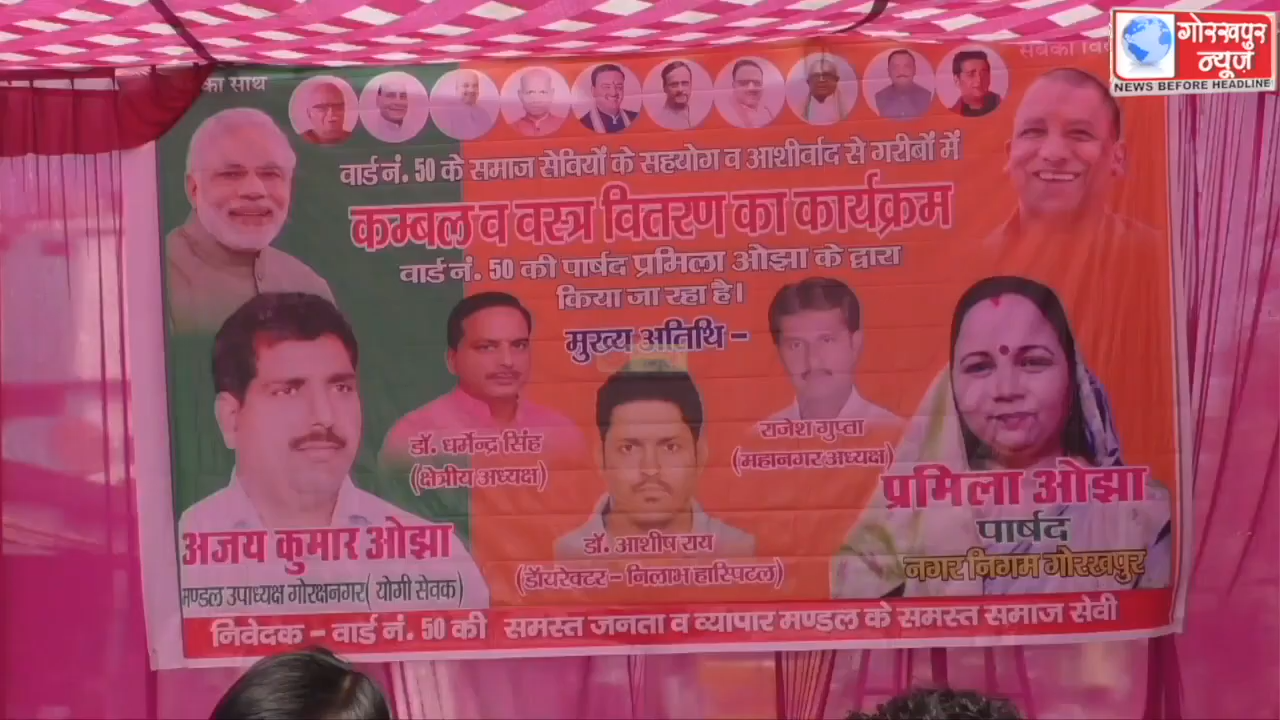 गोरखपुर
न्यूज़
NEWS BEFORE HEADLINE
का साथ
सबका
वार्ड नं. 50 के समाज सेवियों के सहयोग व आशीर्वाद से गरीबों में
कम्बल व वस्त्र वितरण का कार्यक्रम
वार्ड नं. 50 की पार्षद प्रमिला ओझा के द्वारा
किया जा रहा है।
मुख्य अतिथि -
डॉ. धर्मेन्द्र सिंह
(क्षेत्रीय अध्यक्ष)
राजेश गुप्ता
(महानगर अध्यक्ष)
डॉ. आशीष राय
(डॉयरेक्टर - निलाभ हास्पिटल)
अजय कुमार ओझा
मण्डल उपाध्यक्ष गोरक्षनगर( योगी सेवक)
प्रमिला ओझा
पार्षद
नगर निगम गोरखपुर
निवेदक - वार्ड नं. 50 की समस्त जनता व व्यापार मण्डल के समस्त समाज सेवी